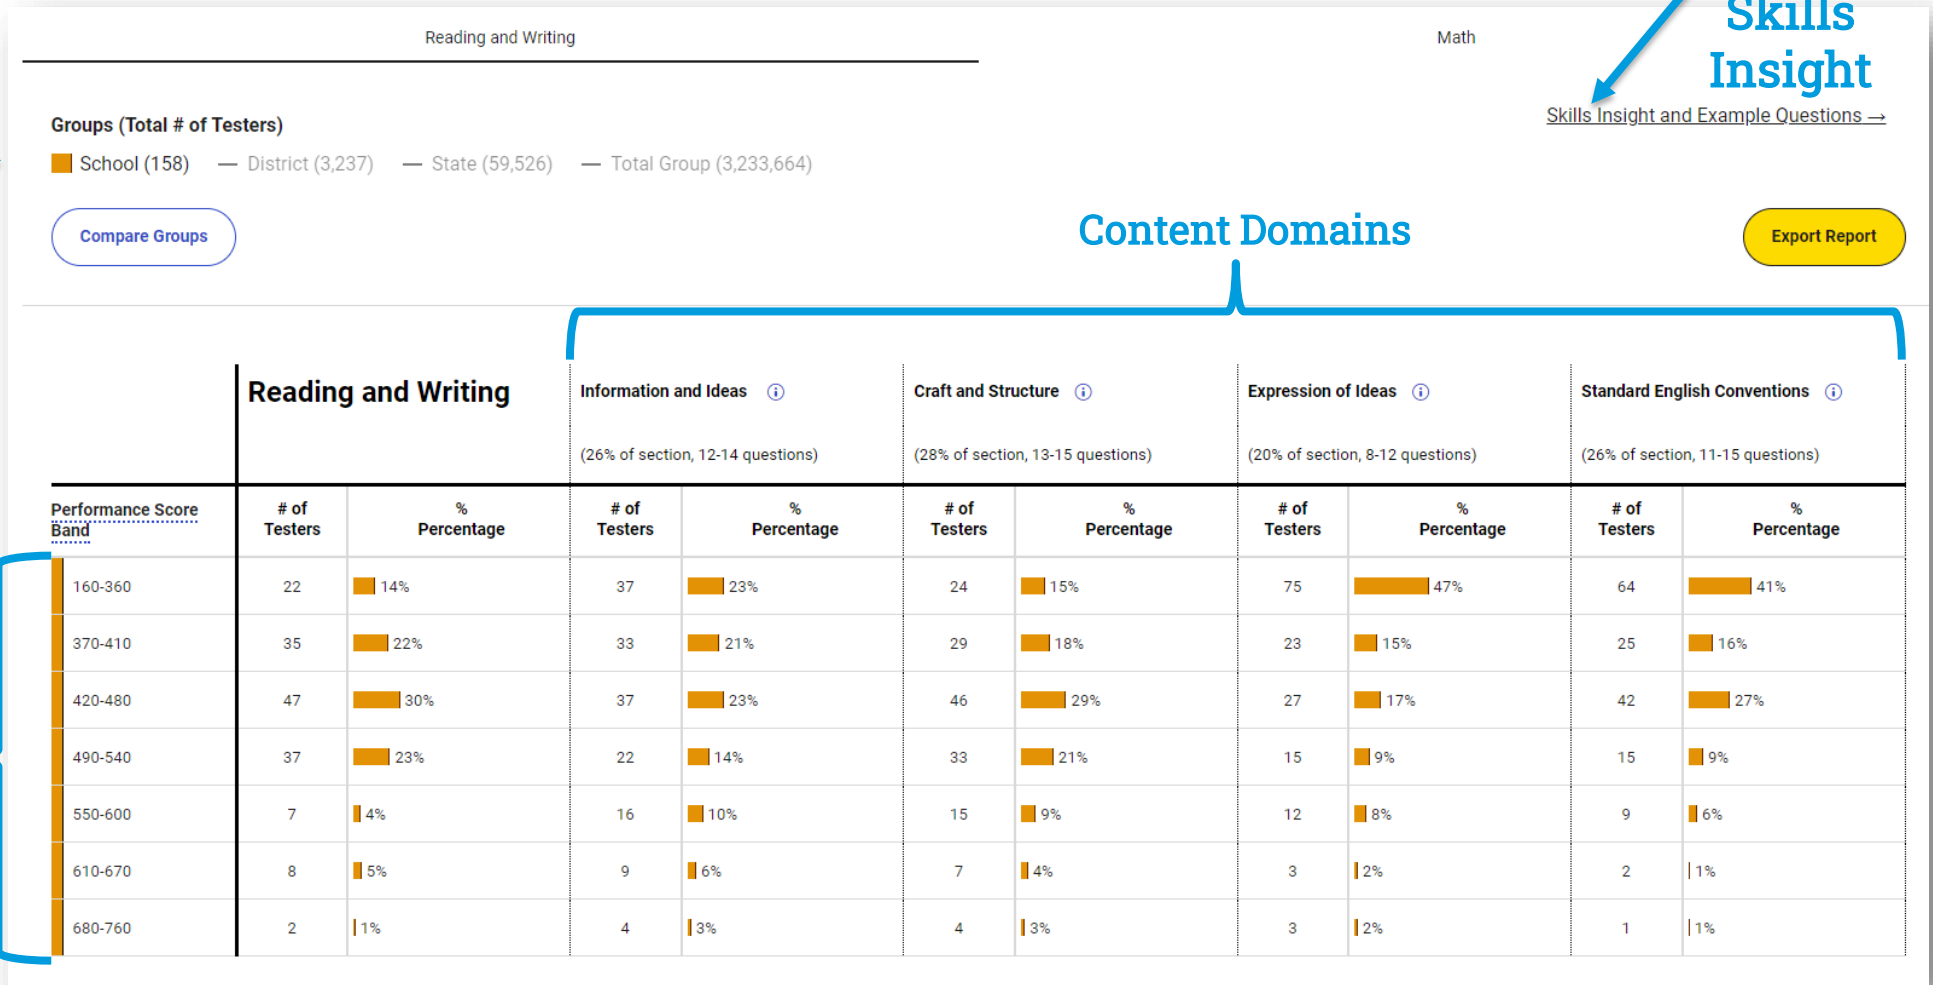 Skills
Insight
Reading and Writing
Math
Skills Insight and Example Questions →
Groups (Total # of Testers)
School (158) — District (3,237) — State (59,526) — Total Group (3,233,664)
Compare Groups
Content Domains
Export Report
Reading and Writing
Information and Ideas
Craft and Structure
Expression of Ideas
Standard English Conventions
(26% of section, 12-14 questions)
(28% of section, 13-15 questions)
(20% of section, 8-12 questions)
(26% of section, 11-15 questions)
Performance Score
Band
# of
Testers
%
Percentage
# of
Testers
%
Percentage
# of
Testers
%
Percentage
# of
Testers
%
Percentage
# of
Testers
%
Percentage
160-360 22 14% 37 23% 24 15% 75 47% 64 41%
370-410 35 22% 33 21% 29 18% 23 15% 25 16%
420-480 47 30% 37 23% 46 29% 27 17% 42 27%
490-540 37 23% 22 14% 33 21% 15 9% 15 9%
550-600 7 4% 16 10% 15 9% 12 8% 9 6%
610-670 8 5% 9 6% 7 4% 3 2% 2 1%
680-760 2 1% 4 3% 4 3% 3 2% 1 1%